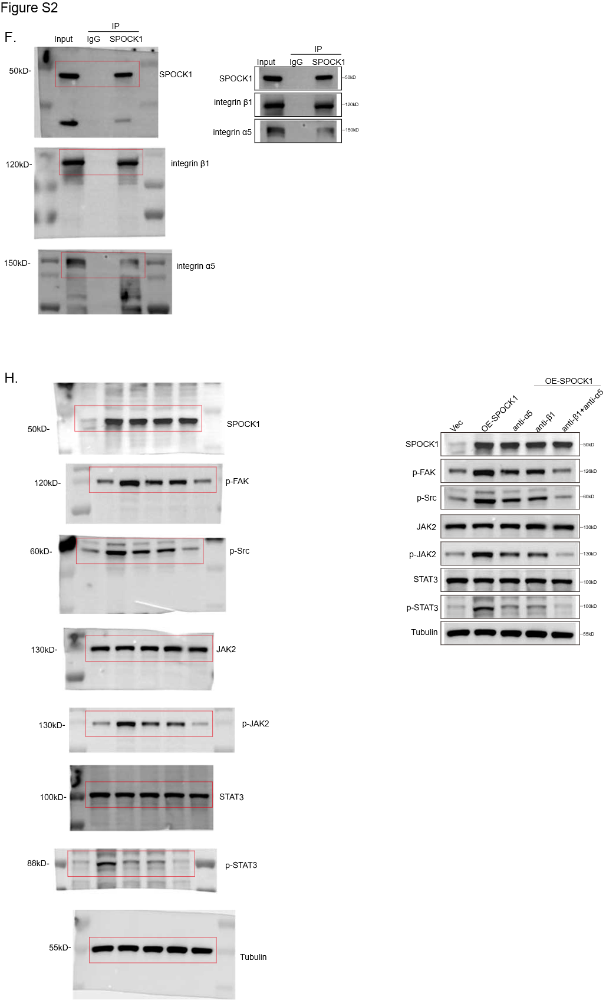 Figure S2
F.
IP
Input IgG SPOCK1
50kD-
SPOCK1
120kD-
integrin β1
150kD-
integrin α5
IP
Input IgG SPOCK1
SPOCK1
50kD
integrin β1
120kD
integrin α5
150kD
H.
50kD-
SPOCK1
120kD-
p-FAK
60kD-
p-Src
130kD-
JAK2
130kD-
p-JAK2
100kD-
STAT3
88kD-
p-STAT3
55kD-
Tubulin
OE-SPOCK1
Vec
OE-SPOCK1
anti-α5
anti-β1
anti-β1+anti-α5
SPOCK1
50kD
p-FAK
126kD
p-Src
60kD
JAK2
130kD
p-JAK2
130kD
STAT3
100kD
p-STAT3
100kD
Tubulin
55kD